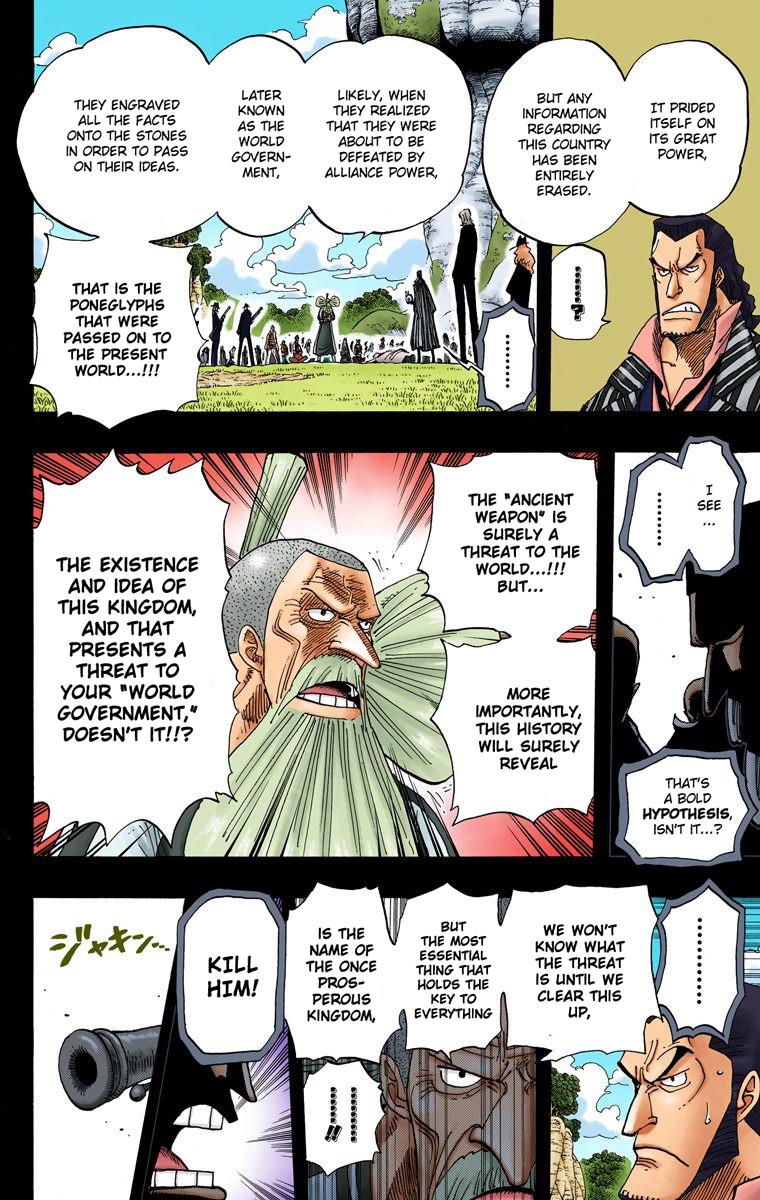 IT PRIDED
ITSELF ON
ITS GREAT
POWER,
BUT ANY
INFORMATION
REGARDING
THIS COUNTRY
HAS BEEN
ENTIRELY
ERASED.
......?
LIKELY, WHEN
THEY REALIZED
THAT THEY WERE
ABOUT TO BE
DEFEATED BY
ALLIANCE POWER,
LATER
KNOWN
AS THE
WORLD
GOVERN-
MENT,
THEY ENGRAVED
ALL THE FACTS
ONTO THE STONES
IN ORDER TO PASS
ON THEIR IDEAS.
THAT IS THE
PONEGLYPHS
THAT WERE
PASSED ON TO
THE PRESENT
WORLD...!!!
........
I
SEE
...
........
THAT'S
A BOLD
HYPOTHESIS,
ISN'T IT...?
THE "ANCIENT
WEAPON" IS
SURELY A
THREAT TO THE
WORLD...!!!
BUT...
MORE
IMPORTANTLY,
THIS HISTORY
WILL SURELY
REVEAL
THE EXISTENCE
AND IDEA OF
THIS KINGDOM,
AND THAT
PRESENTS A
THREAT TO
YOUR "WORLD
GOVERNMENT,"
DOESN'T IT!!?
.........
WE WON'T
KNOW WHAT
THE THREAT
IS UNTIL WE
CLEAR THIS
UP,
BUT
THE MOST
ESSENTIAL
THING THAT
HOLDS THE
KEY TO
EVERYTHING
IS THE
NAME OF
THE ONCE
PROS-
PEROUS
KINGDOM,
........!!
KILL
HIM!
ジャキン...